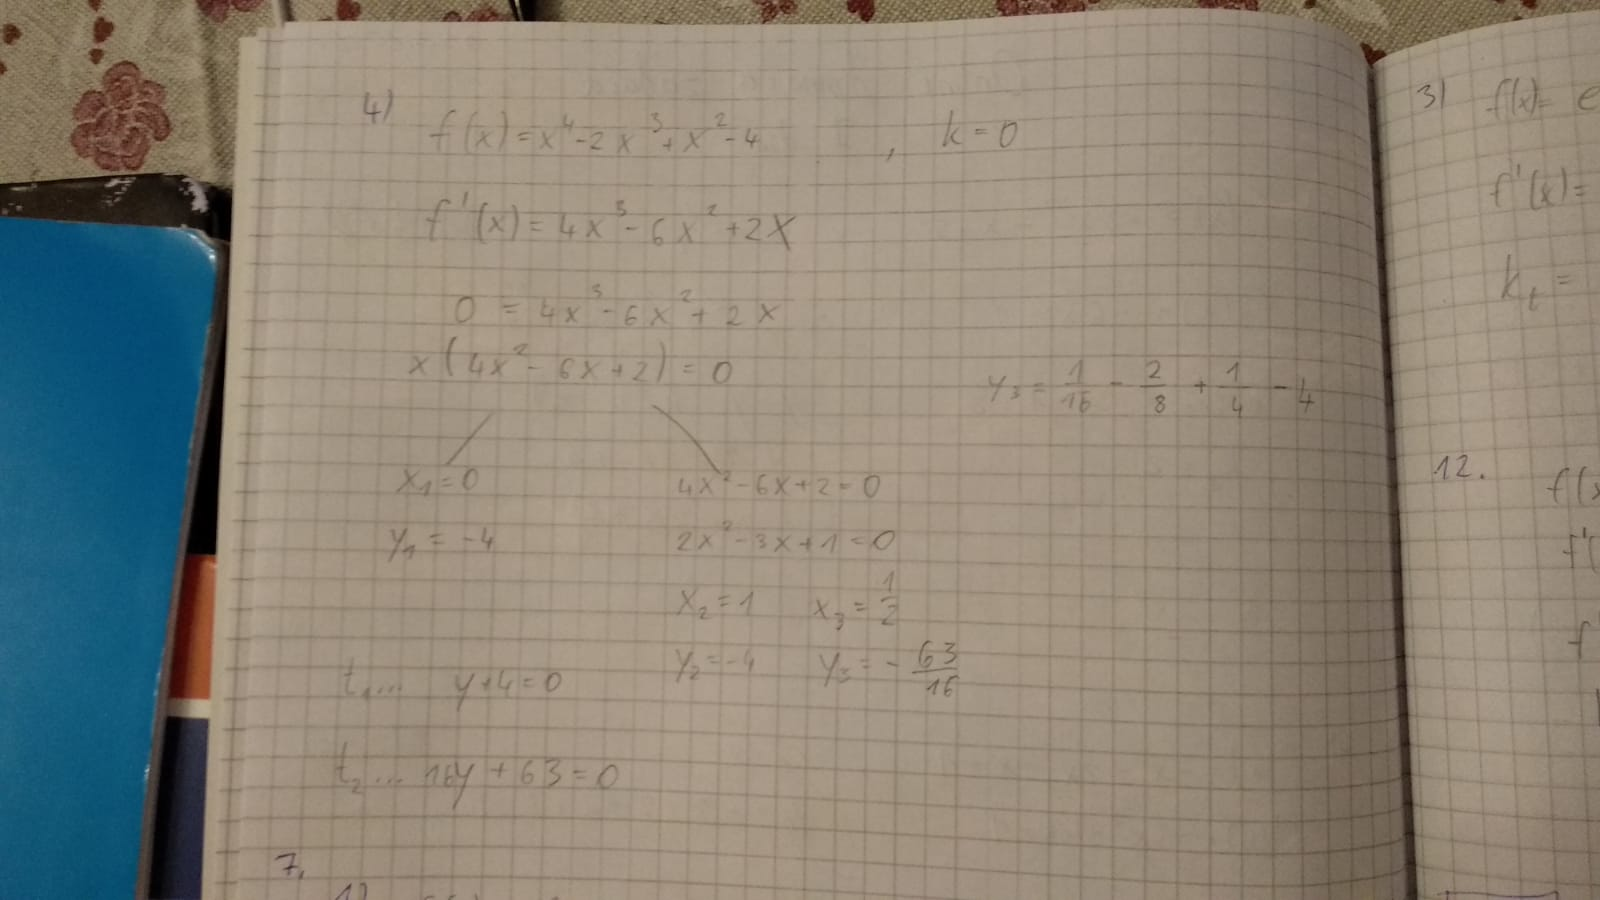 4)
f(x)=x⁴-2x³+x²-4 , k=0
f'(x)=4x³-6x²+2x
0 = 4x³-6x²+2x
x(4x²-6x+2)=0
y₃ = 1/16 - 2/8 + 1/4 - 4
x₁=0 4x²-6x+2=0
y₁ = -4 2x²-3x+1=0
x₂=1 x₃=1/2
y₂=-4 y₃=-63/16
t₁... y+4=0
t₂... 16y+63=0
7.
3) f(x)= e
f'(x)=
kₜ =
12.
f(x
f'(
f